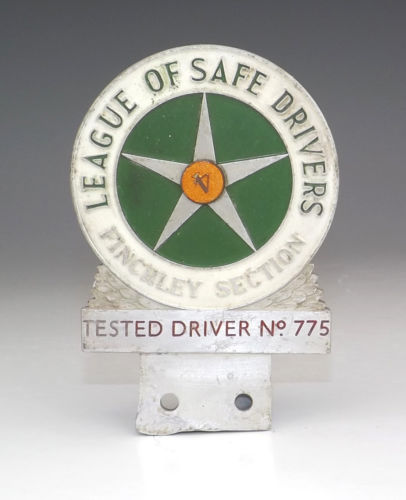 LEAGUE OF SAFE DRIVERS
V
FINCHLEY SECTION
TESTED DRIVER Nº 775